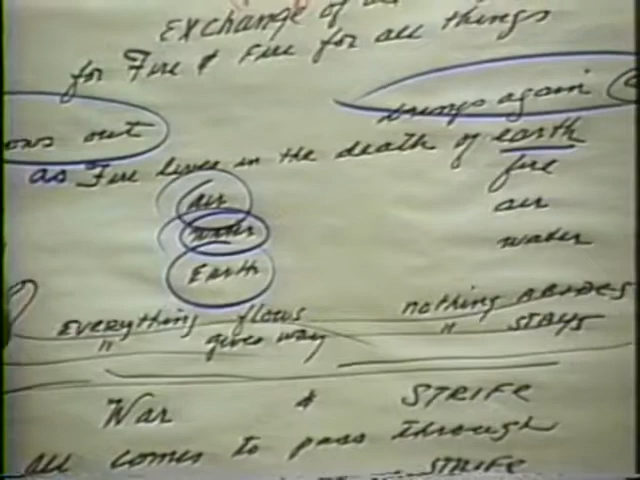 Exchange of
for Fire & Fire for all things
brings again
ows out
as Fire lives in the death of earth
air fire
water air
Earth water
Everything flows nothing ABIDES
" gives way " STAYS
War & STRIFE
all comes to pass through
STRIFE